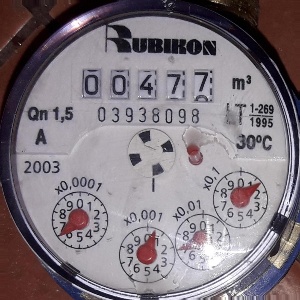 RUBIKON
00477 m³
Qn 1,5 03938098 LT 1-269
1995
A 30°C
2003
x0,0001 x0,001 x0,01 x0,1